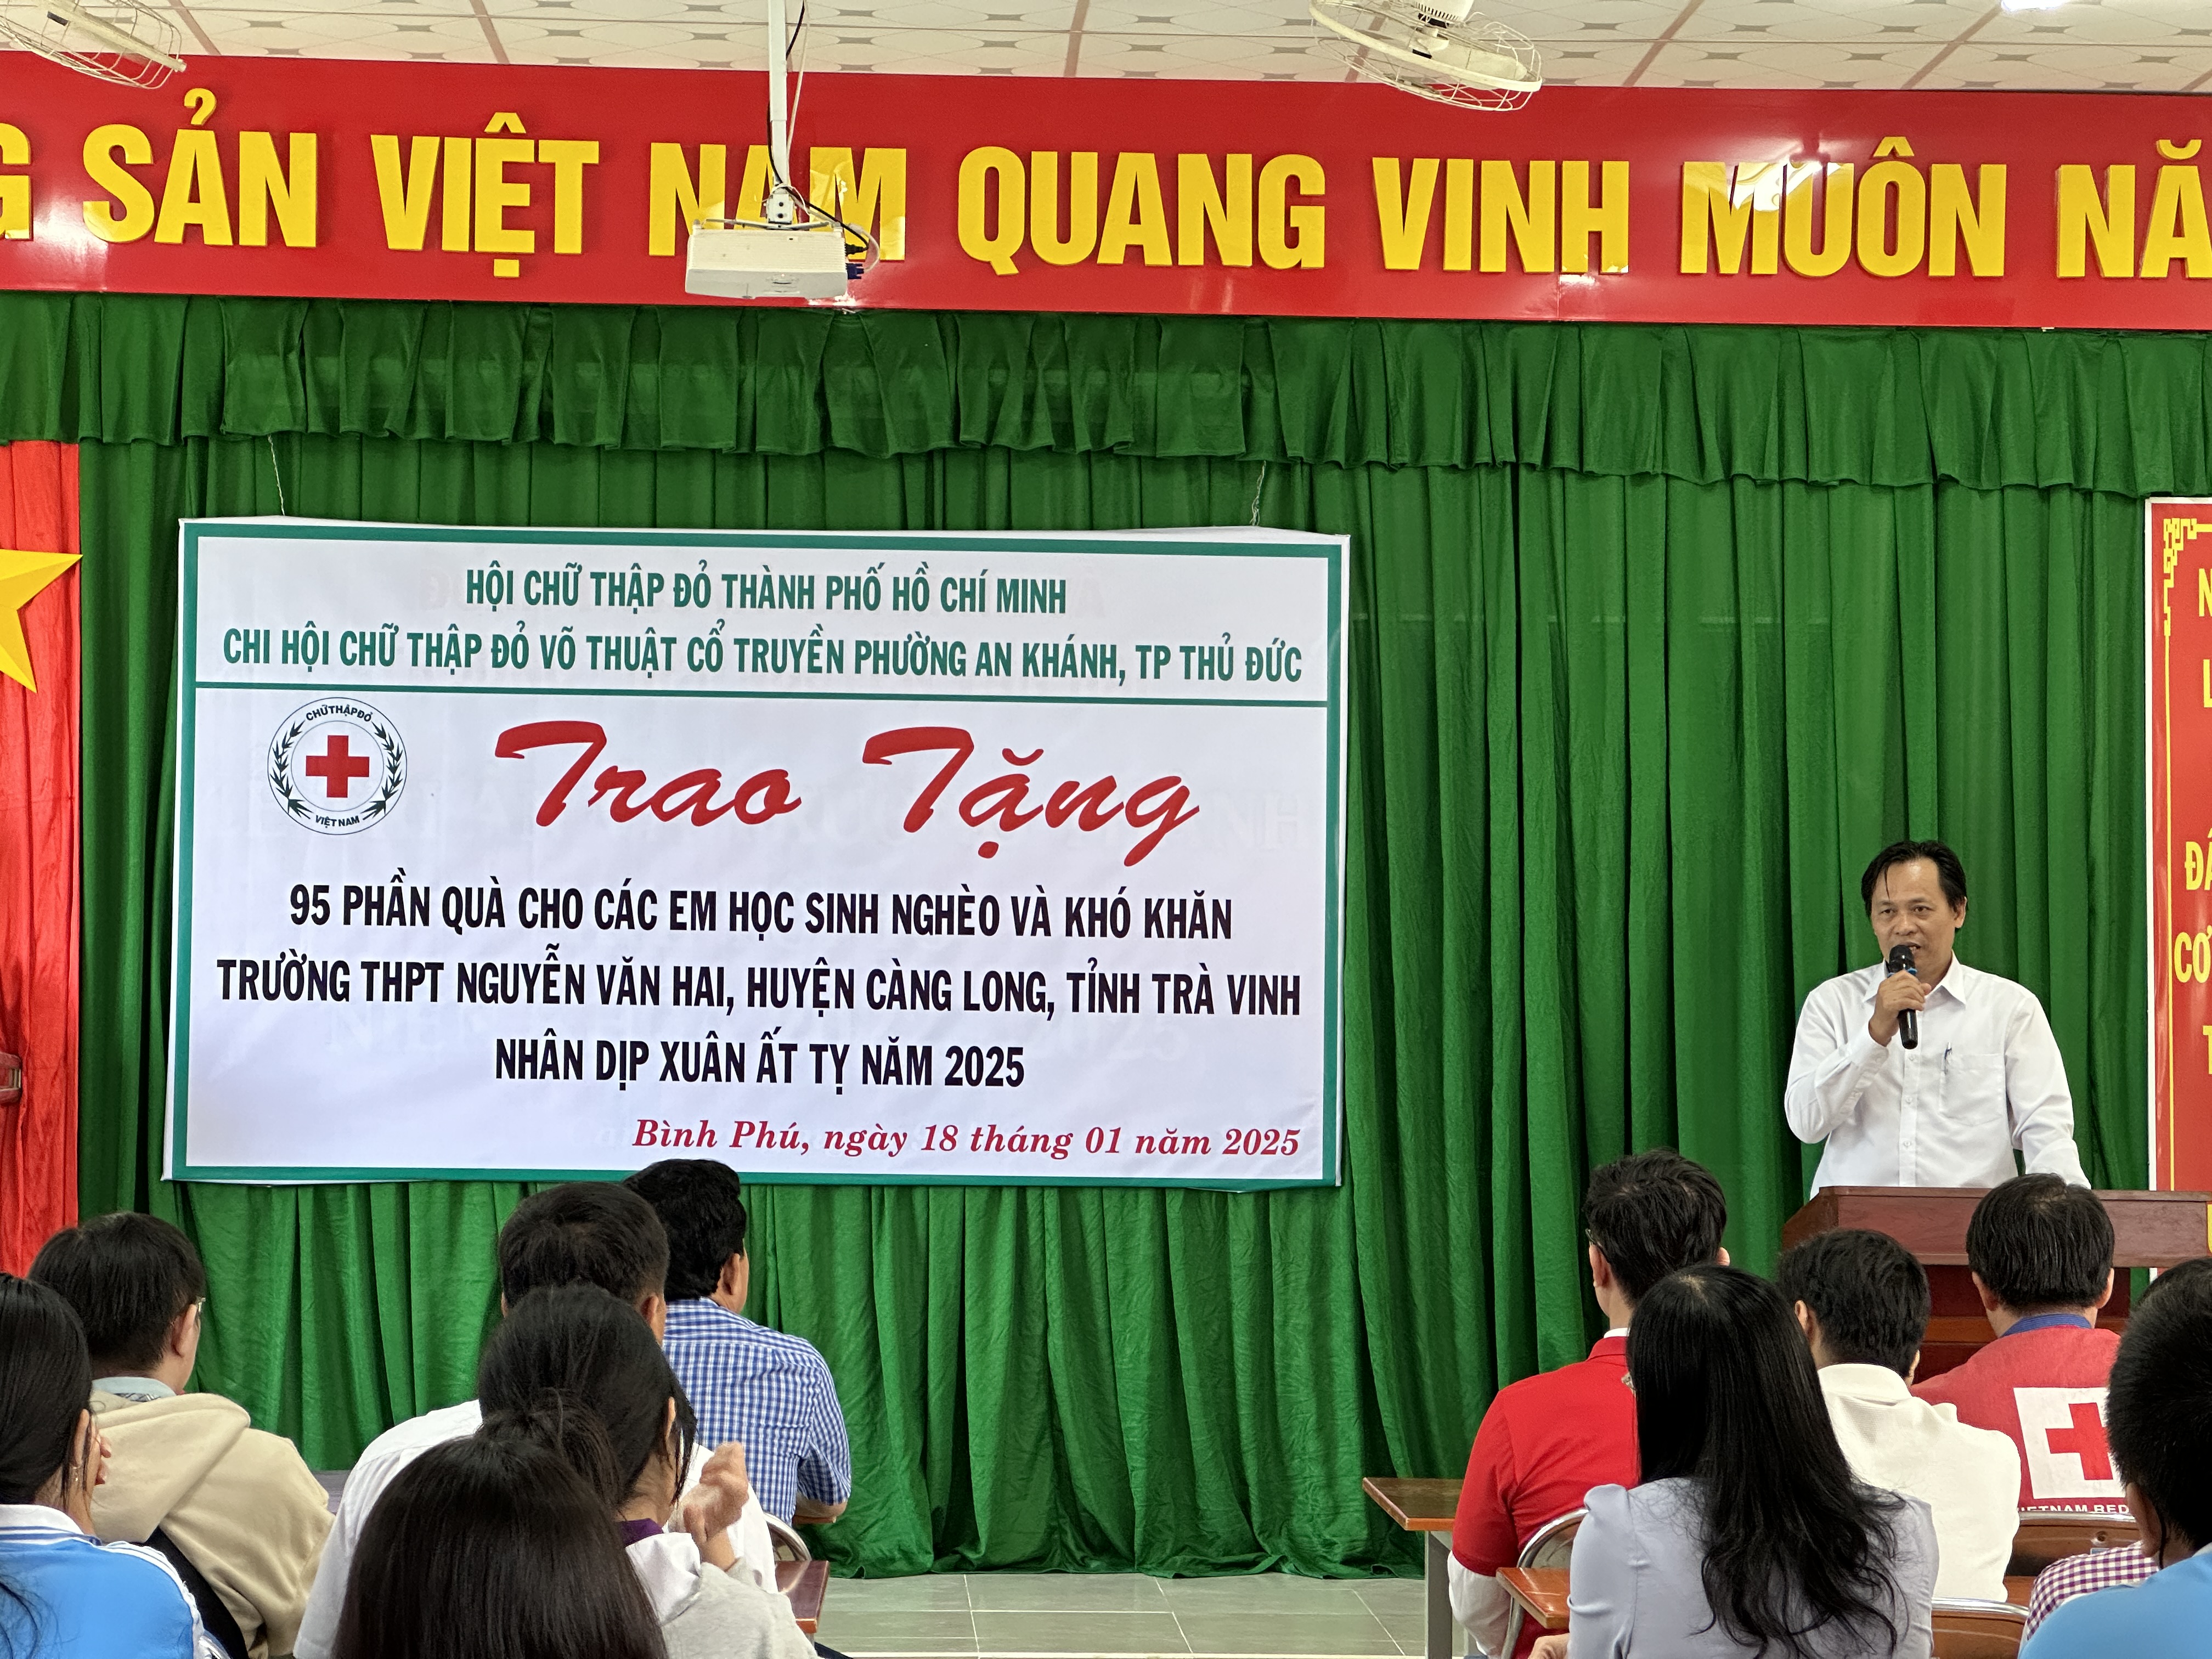 SẢN VIỆT NAM QUANG VINH MUÔN
HỘI CHỮ THẬP ĐỎ THÀNH PHỐ HỒ CHÍ MINH
CHI HỘI CHỮ THẬP ĐỎ VÕ THUẬT CỔ TRUYỀN PHƯỜNG AN KHÁNH, TP THỦ ĐỨC
CHỮ THẬP ĐỎ
VIỆT NAM
Trao Tặng
95 PHẦN QUÀ CHO CÁC EM HỌC SINH NGHÈO VÀ KHÓ KHĂN
TRƯỜNG THPT NGUYỄN VĂN HAI, HUYỆN CÀNG LONG, TỈNH TRÀ VINH
NHÂN DỊP XUÂN ẤT TỴ NĂM 2025
Bình Phú, ngày 18 tháng 01 năm 2025
RED